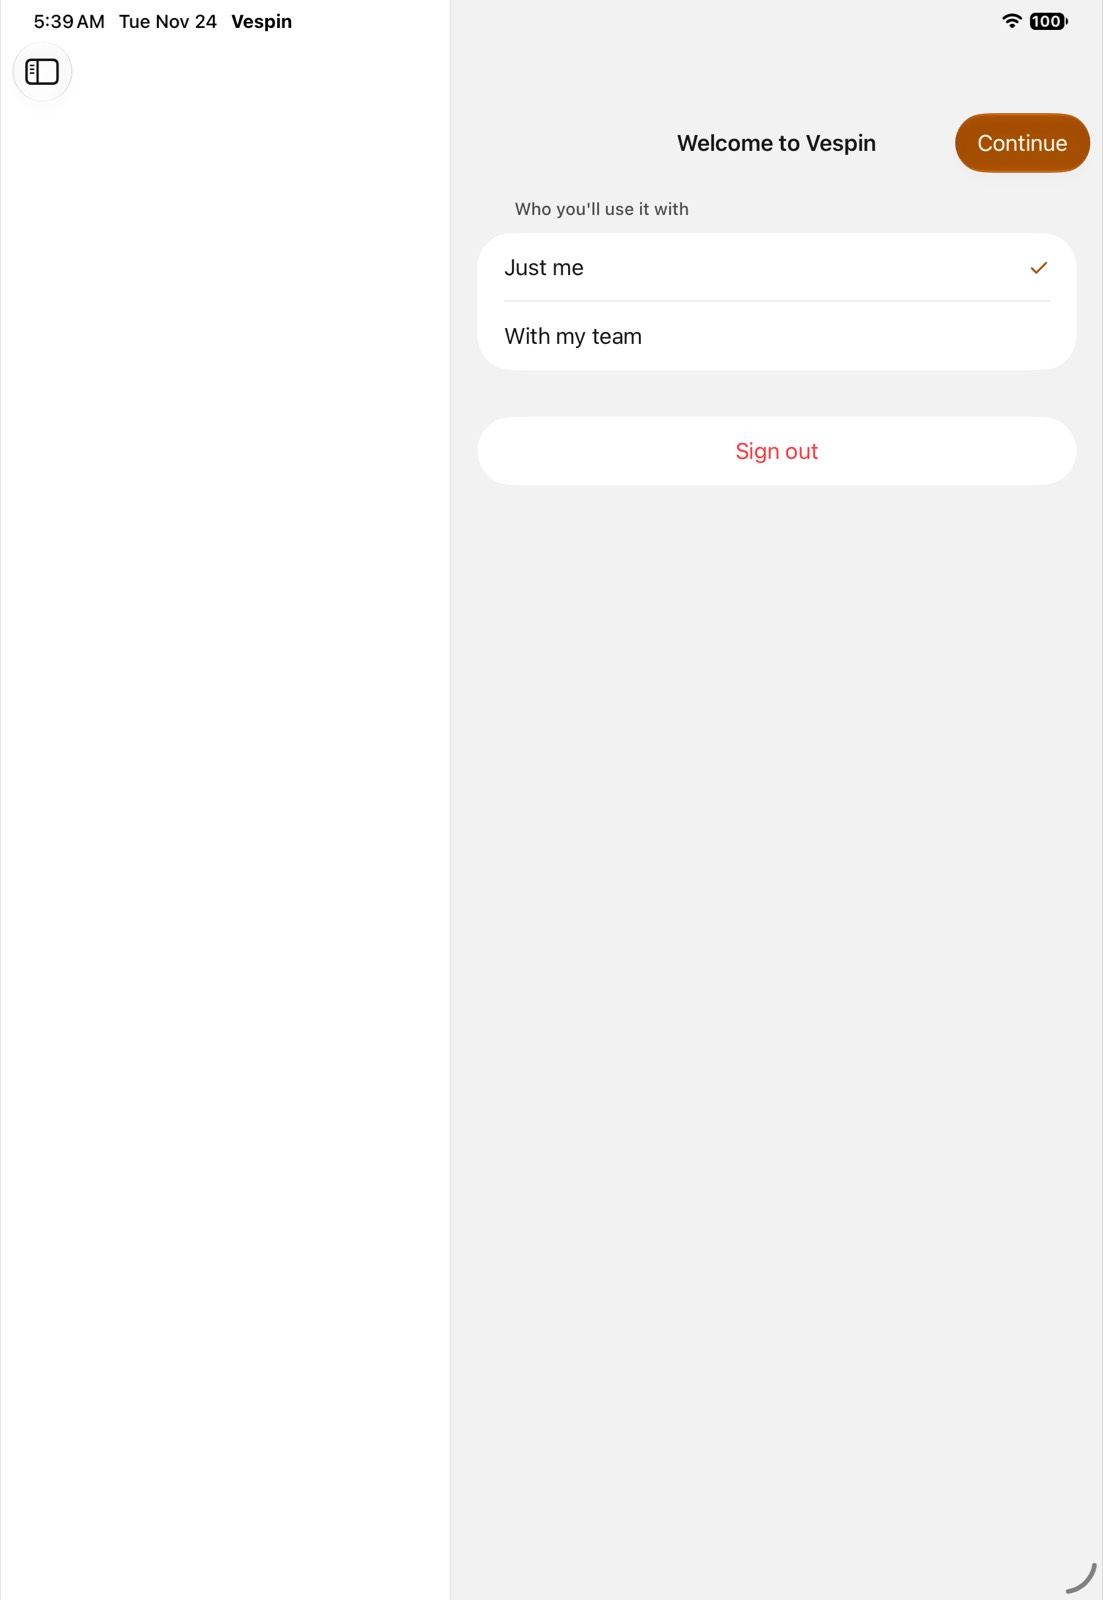 5:39 AM Tue Nov 24 Vespin
100
Welcome to Vespin
Continue
Who you'll use it with
Just me
With my team
Sign out